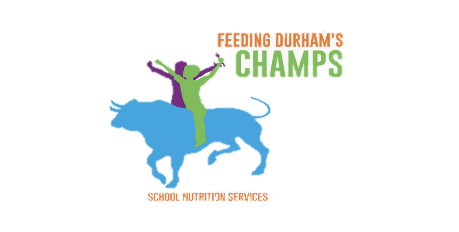 FEEDING DURHAM'S
CHAMPS
SCHOOL NUTRITION SERVICES